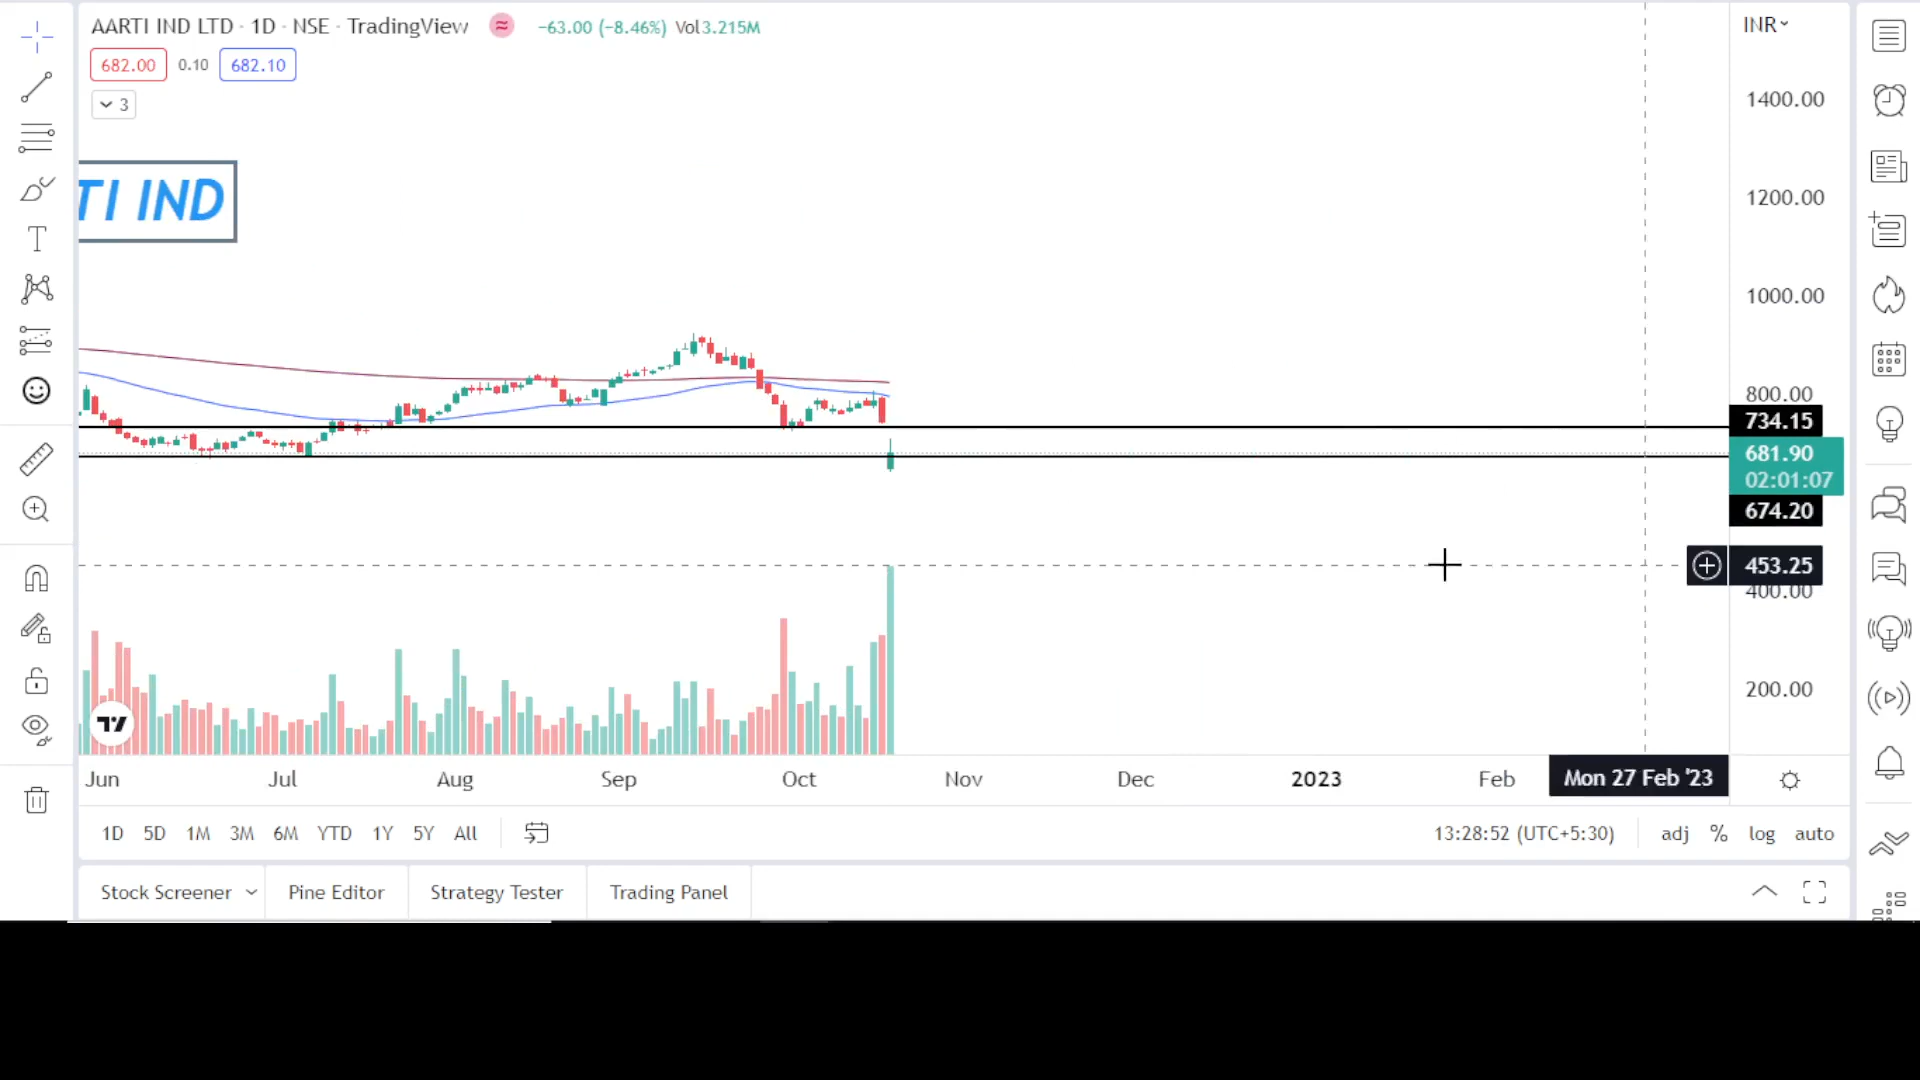 AARTI IND LTD · 1D · NSE · TradingView
−63.00 (−8.46%) Vol3.215M
INR
682.00 0.10 682.10
3
TI IND
1400.00
1200.00
1000.00
800.00
734.15
681.90
02:01:07
674.20
453.25
400.00
200.00
Jun Jul Aug Sep Oct Nov Dec 2023 Feb Mon 27 Feb '23
1D 5D 1M 3M 6M YTD 1Y 5Y All
13:28:52 (UTC+5:30) adj % log auto
Stock Screener Pine Editor Strategy Tester Trading Panel